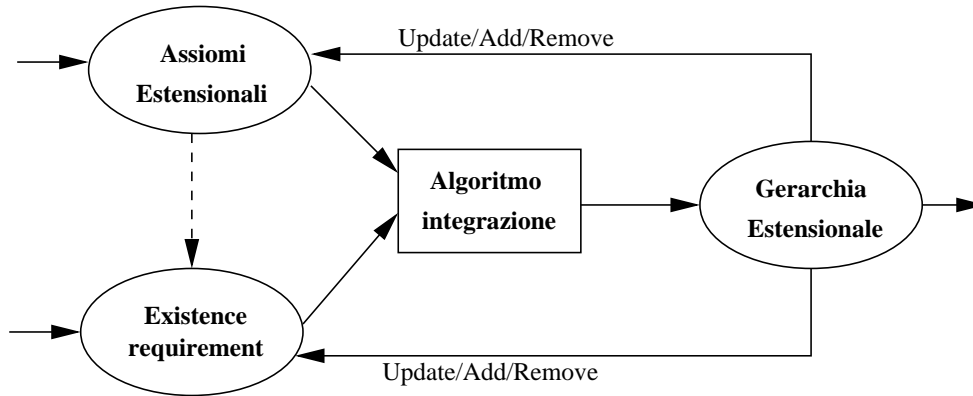 Update/Add/Remove
Assiomi
Estensionali
Algoritmo
integrazione
Gerarchia
Estensionale
Existence
requirement
Update/Add/Remove